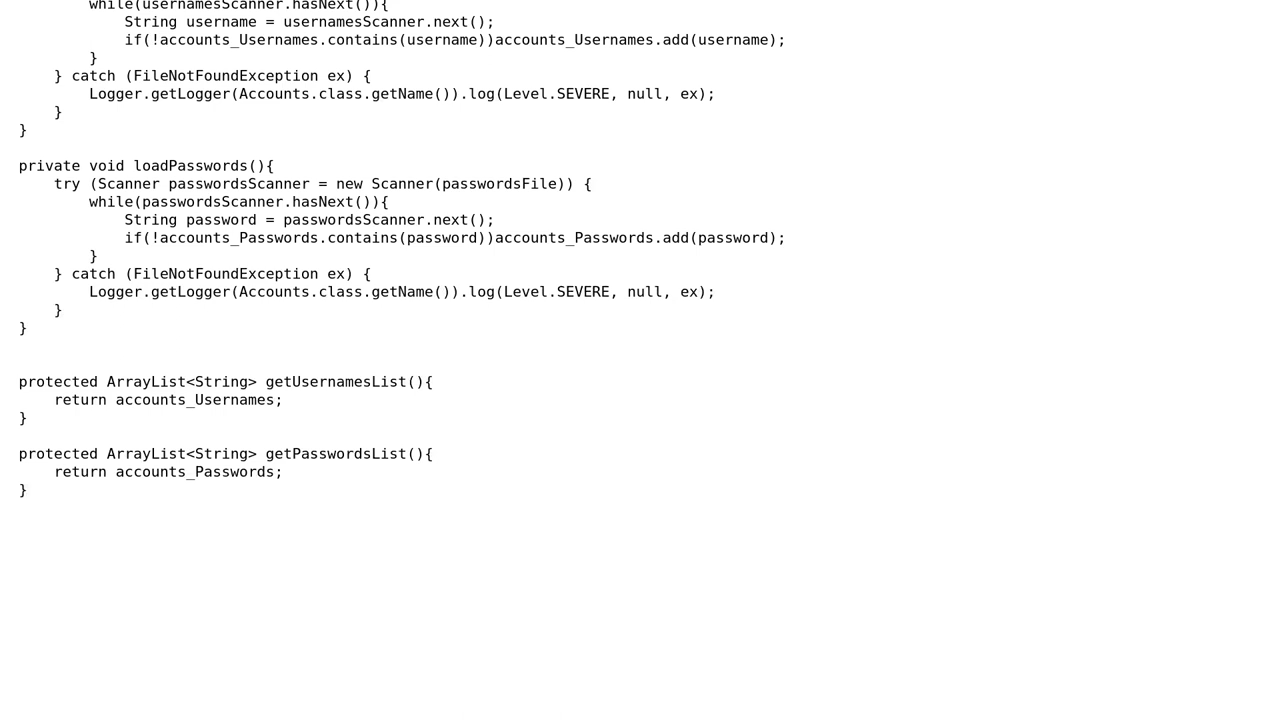 while(usernamesScanner.hasNext()){
String username = usernamesScanner.next();
if(!accounts_Usernames.contains(username))accounts_Usernames.add(username);
}
} catch (FileNotFoundException ex) {
Logger.getLogger(Accounts.class.getName()).log(Level.SEVERE, null, ex);
}
}
private void loadPasswords(){
try (Scanner passwordsScanner = new Scanner(passwordsFile)) {
while(passwordsScanner.hasNext()){
String password = passwordsScanner.next();
if(!accounts_Passwords.contains(password))accounts_Passwords.add(password);
}
} catch (FileNotFoundException ex) {
Logger.getLogger(Accounts.class.getName()).log(Level.SEVERE, null, ex);
}
}
protected ArrayList<String> getUsernamesList(){
return accounts_Usernames;
}
protected ArrayList<String> getPasswordsList(){
return accounts_Passwords;
}